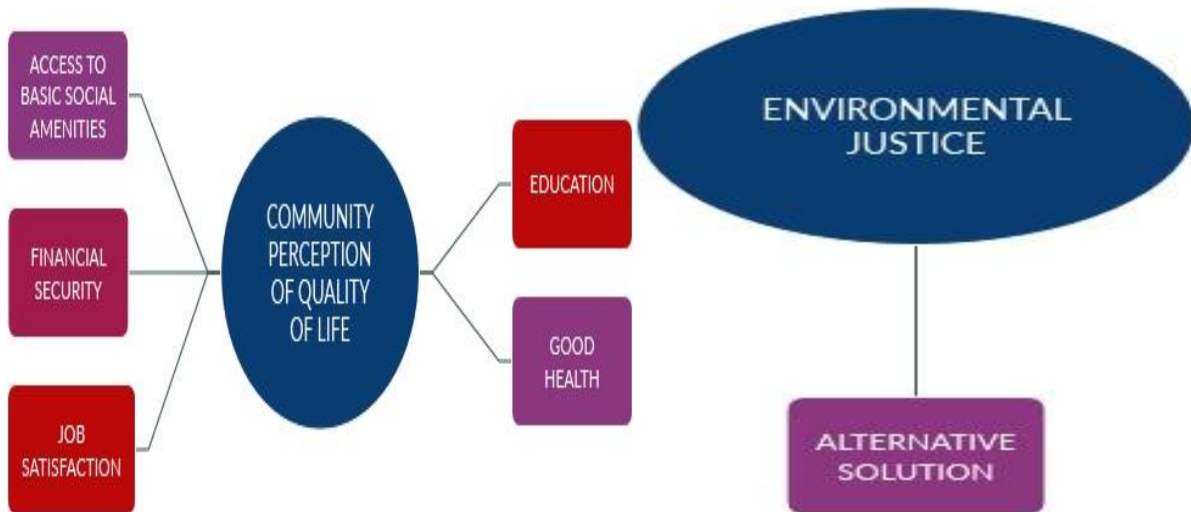 ACCESS TO
BASIC SOCIAL
AMENITIES
FINANCIAL
SECURITY
JOB
SATISFACTION
COMMUNITY
PERCEPTION
OF QUALITY
OF LIFE
EDUCATION
GOOD
HEALTH
ENVIRONMENTAL
JUSTICE
ALTERNATIVE
SOLUTION